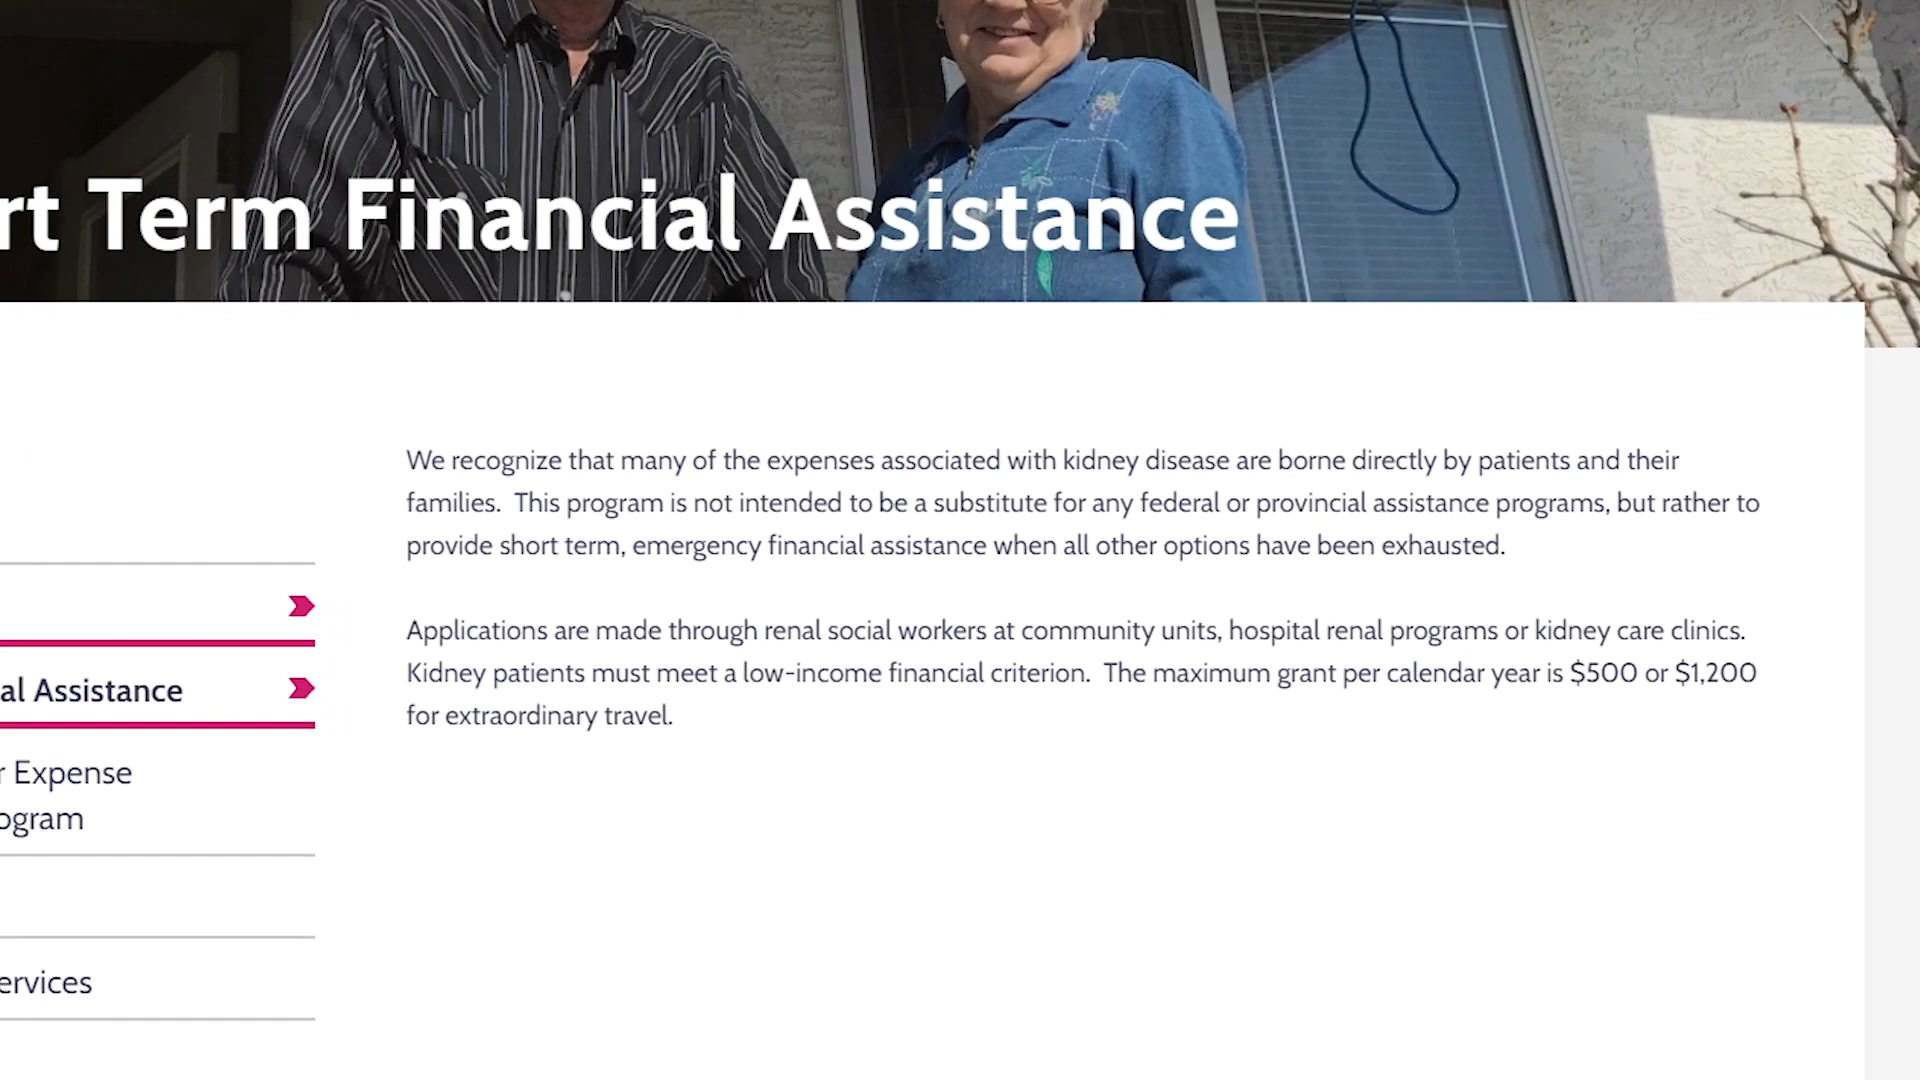 rt Term Financial Assistance
We recognize that many of the expenses associated with kidney disease are borne directly by patients and their
families. This program is not intended to be a substitute for any federal or provincial assistance programs, but rather to
provide short term, emergency financial assistance when all other options have been exhausted.
Applications are made through renal social workers at community units, hospital renal programs or kidney care clinics.
Kidney patients must meet a low-income financial criterion. The maximum grant per calendar year is $500 or $1,200
for extraordinary travel.
al Assistance
r Expense
ogram
ervices